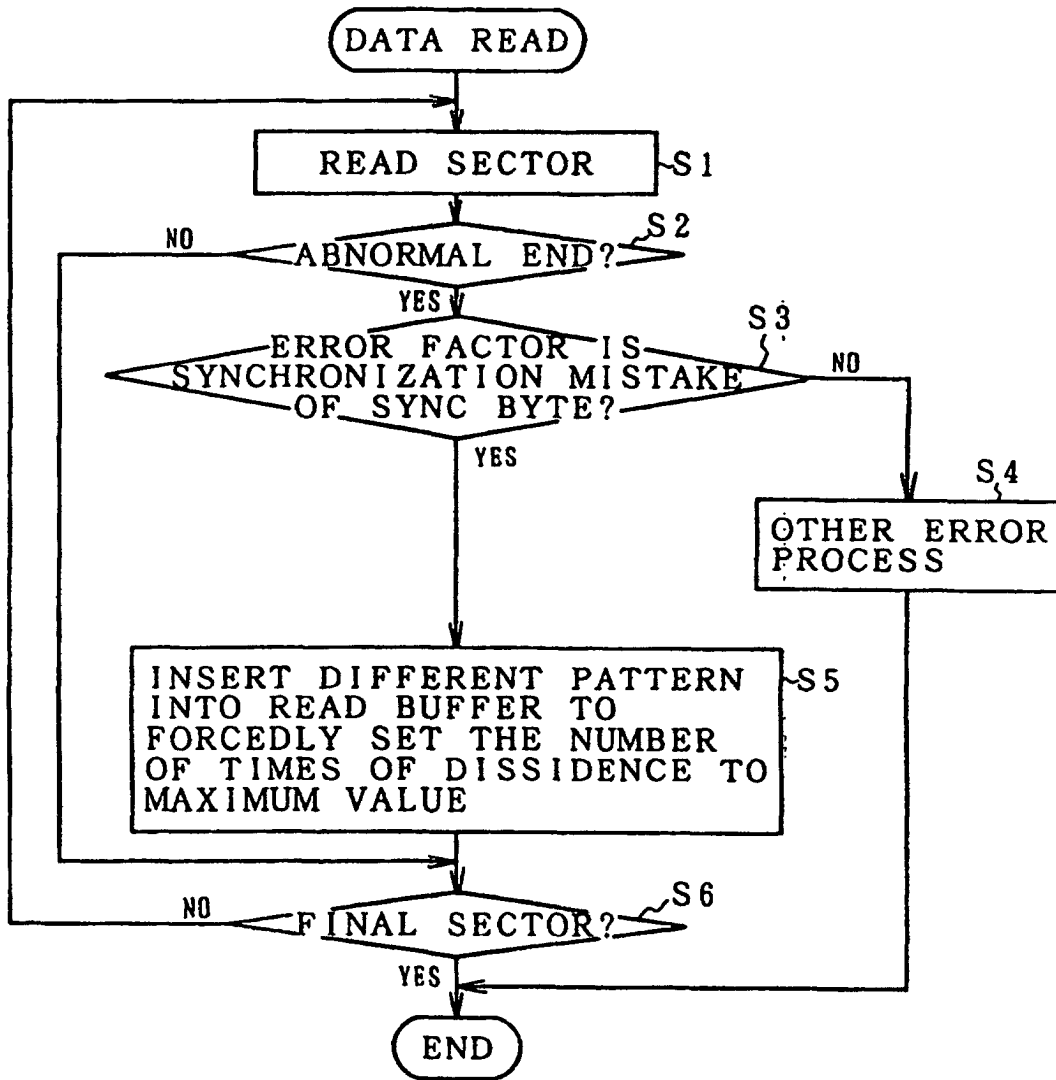 DATA READ
READ SECTOR
S1
ABNORMAL END?
S2
NO
YES
ERROR FACTOR IS
SYNCHRONIZATION MISTAKE
OF SYNC BYTE?
S3
NO
YES
S4
OTHER ERROR
PROCESS
INSERT DIFFERENT PATTERN
INTO READ BUFFER TO
FORCEDLY SET THE NUMBER
OF TIMES OF DISSIDENCE TO
MAXIMUM VALUE
S5
NO
FINAL SECTOR?
S6
YES
END